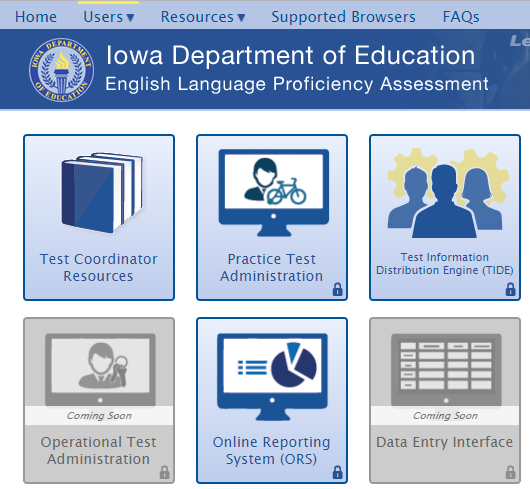 Home Users▼ Resources▼ Supported Browsers FAQs
Le
IOWA DEPARTMENT OF EDUCATION
Iowa Department of Education
English Language Proficiency Assessment
Test Coordinator
Resources
Practice Test
Administration
Test Information
Distribution Engine (TIDE)
Coming Soon
Operational Test
Administration
Online Reporting
System (ORS)
Coming Soon
Data Entry Interface